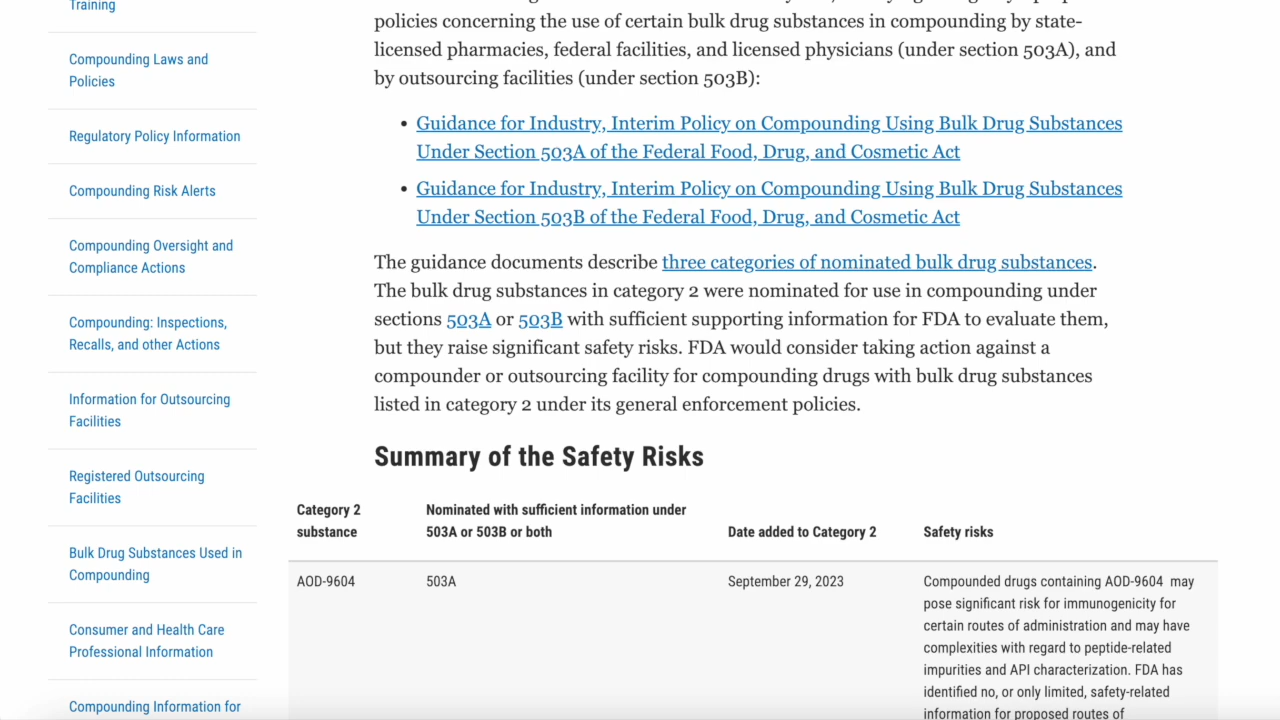 Training
Compounding Laws and
Policies
Regulatory Policy Information
Compounding Risk Alerts
Compounding Oversight and
Compliance Actions
Compounding: Inspections,
Recalls, and other Actions
Information for Outsourcing
Facilities
Registered Outsourcing
Facilities
Bulk Drug Substances Used in
Compounding
Consumer and Health Care
Professional Information
Compounding Information for
policies concerning the use of certain bulk drug substances in compounding by state-
licensed pharmacies, federal facilities, and licensed physicians (under section 503A), and
by outsourcing facilities (under section 503B):
• Guidance for Industry, Interim Policy on Compounding Using Bulk Drug Substances
Under Section 503A of the Federal Food, Drug, and Cosmetic Act
• Guidance for Industry, Interim Policy on Compounding Using Bulk Drug Substances
Under Section 503B of the Federal Food, Drug, and Cosmetic Act
The guidance documents describe three categories of nominated bulk drug substances.
The bulk drug substances in category 2 were nominated for use in compounding under
sections 503A or 503B with sufficient supporting information for FDA to evaluate them,
but they raise significant safety risks. FDA would consider taking action against a
compounder or outsourcing facility for compounding drugs with bulk drug substances
listed in category 2 under its general enforcement policies.
Summary of the Safety Risks
Category 2
substance
Nominated with sufficient information under
503A or 503B or both
Date added to Category 2
Safety risks
AOD-9604
503A
September 29, 2023
Compounded drugs containing AOD-9604 may
pose significant risk for immunogenicity for
certain routes of administration and may have
complexities with regard to peptide-related
impurities and API characterization. FDA has
identified no, or only limited, safety-related
information for proposed routes of